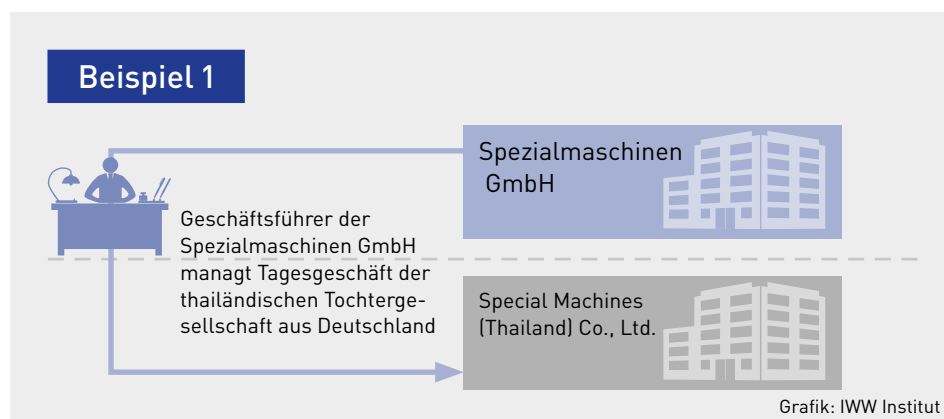 Beispiel 1
Spezialmaschinen
GmbH
Geschäftsführer der
Spezialmaschinen GmbH
managt Tagesgeschäft der
thailändischen Tochterge-
sellschaft aus Deutschland
Special Machines
(Thailand) Co., Ltd.
Grafik: IWW Institut